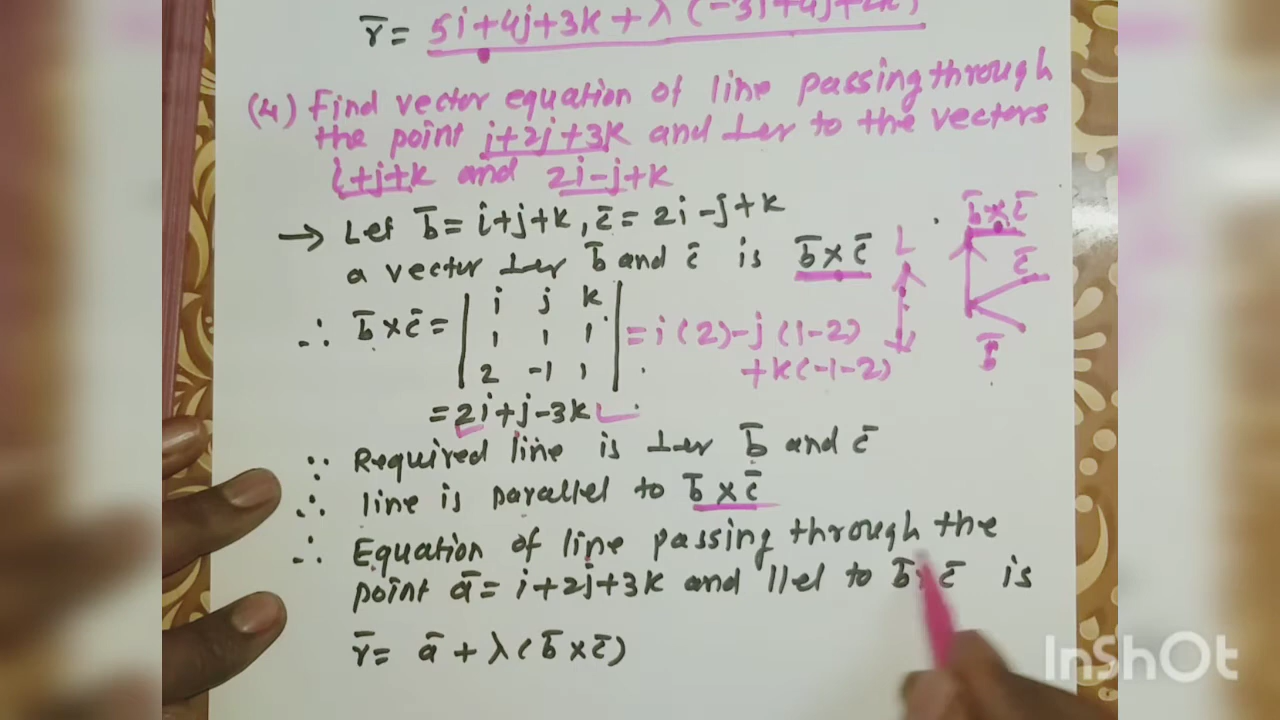 r̄ = 5i+4j+3k + λ (-3i+4j+2k)
(4) Find vector equation of line passing through
the point i+2j+3k and ⊥er to the vectors
i+j+k and 2i-j+k
→ Let b̄ = i+j+k, c̄ = 2i-j+k
a vector ⊥er b̄ and c̄ is b̄×c̄
∴ b̄×c̄ = | i j k |
| 1 1 1 |
| 2 -1 1 |
= i(2)-j(1-2)
+k(-1-2)
= 2i+j-3k
∵ Required line is ⊥er b̄ and c̄
∴ line is parallel to b̄×c̄
∴ Equation of line passing through the
point ā = i+2j+3k and llel to b̄×c̄ is
r̄ = ā + λ(b̄×c̄)
L
b̄×c̄
c̄
b̄
InShOt